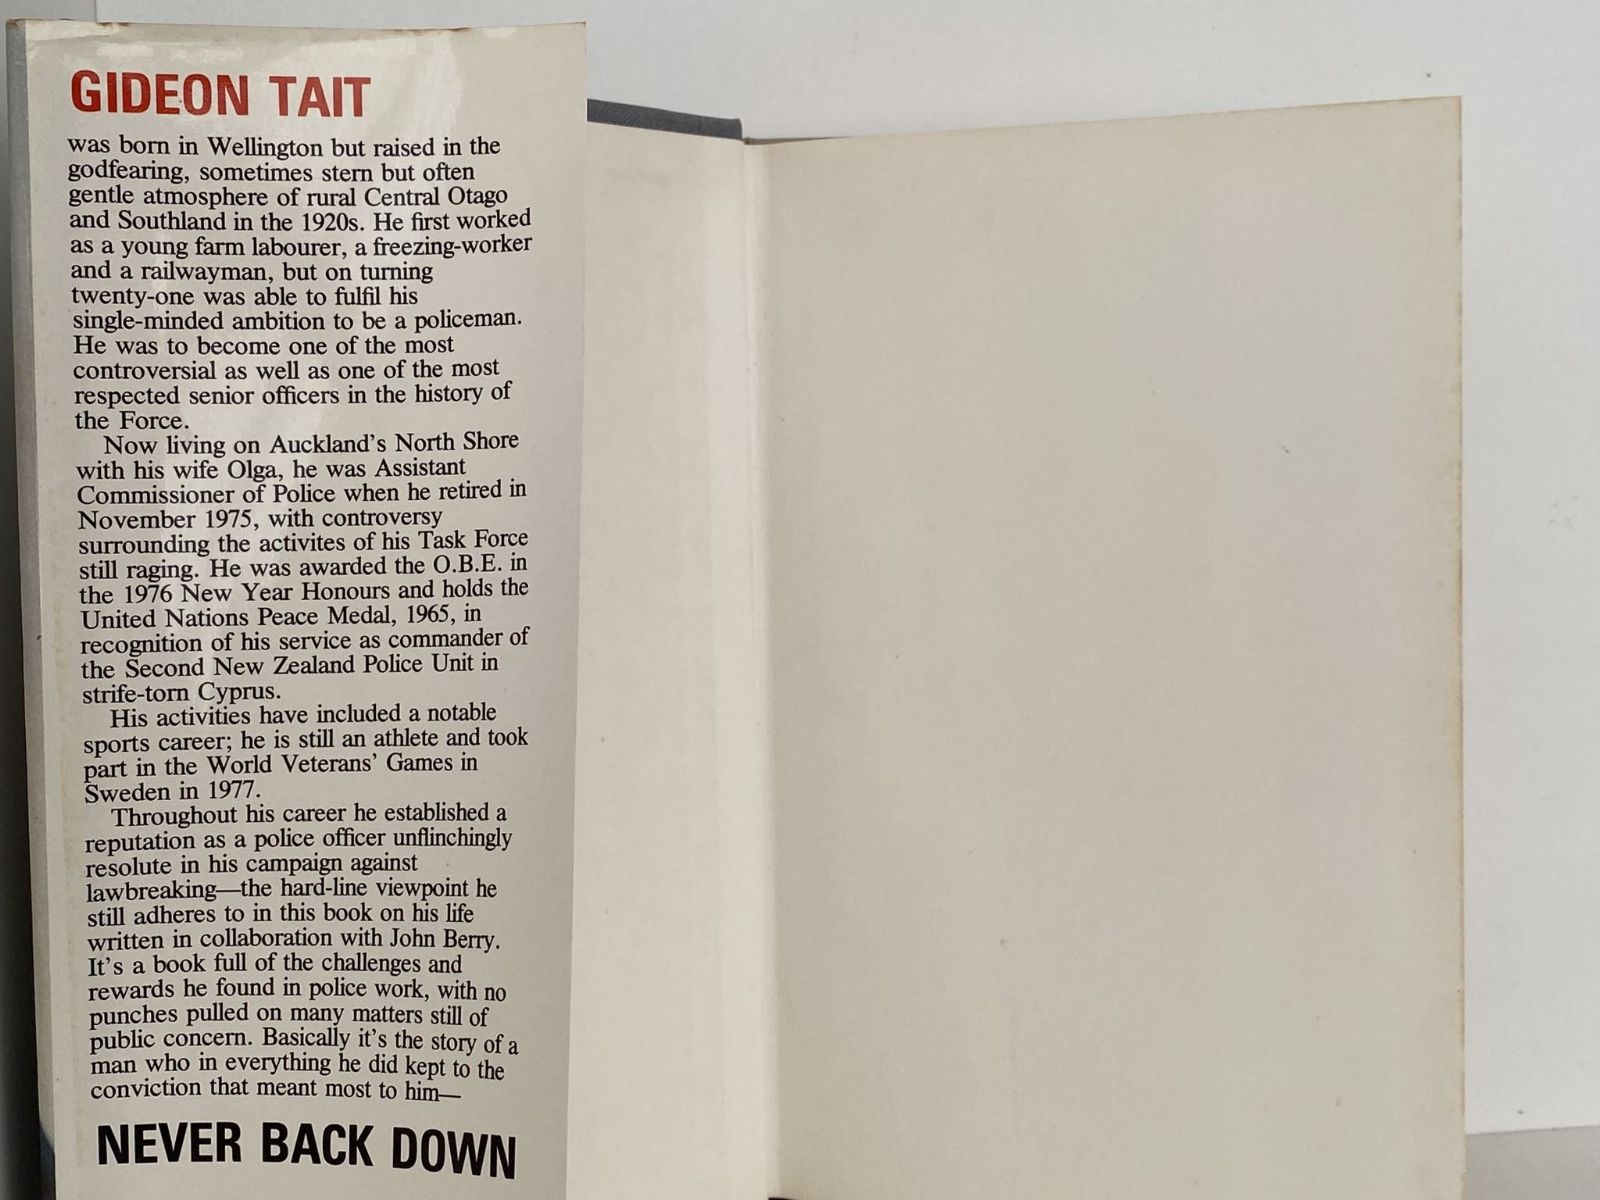 GIDEON TAIT
was born in Wellington but raised in the
godfearing, sometimes stern but often
gentle atmosphere of rural Central Otago
and Southland in the 1920s. He first worked
as a young farm labourer, a freezing-worker
and a railwayman, but on turning
twenty-one was able to fulfil his
single-minded ambition to be a policeman.
He was to become one of the most
controversial as well as one of the most
respected senior officers in the history of
the Force.
Now living on Auckland's North Shore
with his wife Olga, he was Assistant
Commissioner of Police when he retired in
November 1975, with controversy
surrounding the activites of his Task Force
still raging. He was awarded the O.B.E. in
the 1976 New Year Honours and holds the
United Nations Peace Medal, 1965, in
recognition of his service as commander of
the Second New Zealand Police Unit in
strife-torn Cyprus.
His activities have included a notable
sports career; he is still an athlete and took
part in the World Veterans' Games in
Sweden in 1977.
Throughout his career he established a
reputation as a police officer unflinchingly
resolute in his campaign against
lawbreaking—the hard-line viewpoint he
still adheres to in this book on his life
written in collaboration with John Berry.
It's a book full of the challenges and
rewards he found in police work, with no
punches pulled on many matters still of
public concern. Basically it's the story of a
man who in everything he did kept to the
conviction that meant most to him—
NEVER BACK DOWN